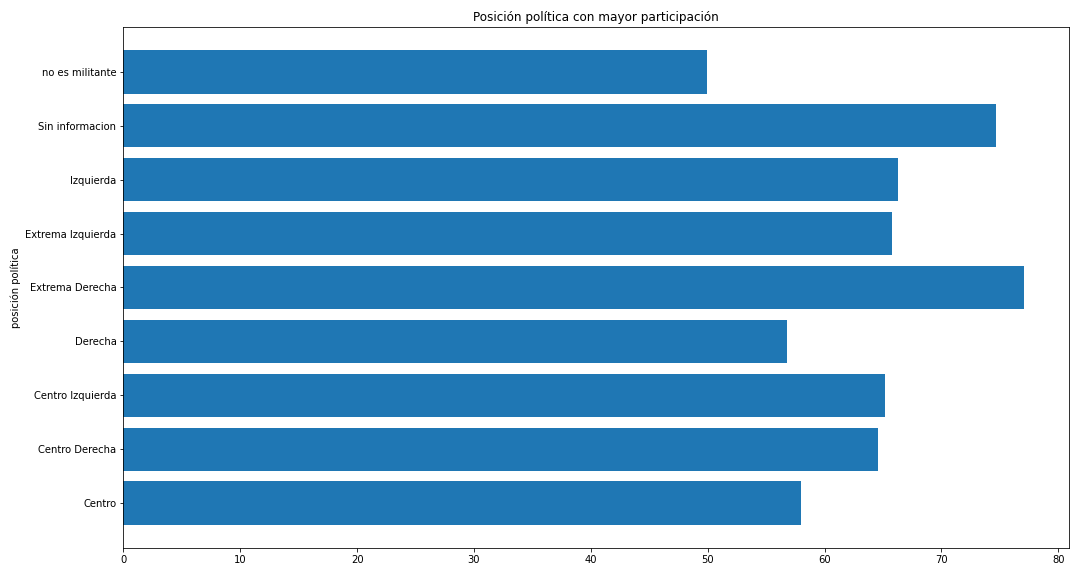 Posición política con mayor participación
no es militante
Sin informacion
Izquierda
Extrema Izquierda
Extrema Derecha
Derecha
Centro Izquierda
Centro Derecha
Centro
posición política
0 10 20 30 40 50 60 70 80